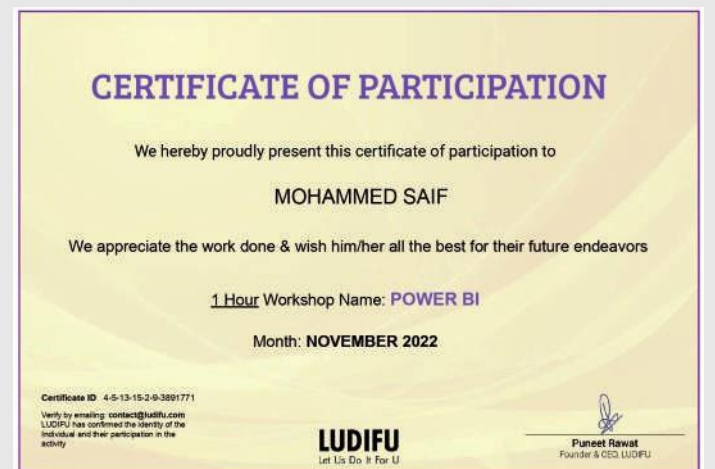 CERTIFICATE OF PARTICIPATION
We hereby proudly present this certificate of participation to
MOHAMMED SAIF
We appreciate the work done & wish him/her all the best for their future endeavors
1 Hour Workshop Name: POWER BI
Month: NOVEMBER 2022
Certificate ID 4-5-13-15-2-9-3891771
Verify by emailing: contact@ludifu.com
LUDIFU has confirmed the identity of the
individual and their participation in the
activity
LUDIFU
Let Us Do It For U
Puneet Rawat
Founder & CEO, LUDIFU